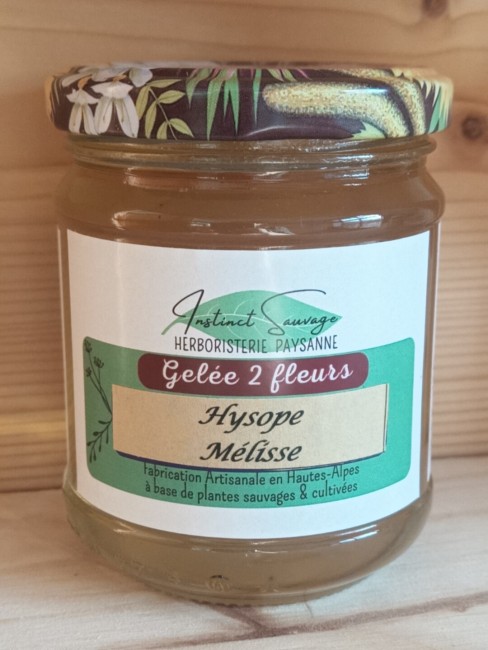 Instinct Sauvage
HERBORISTERIE PAYSANNE
Gelée 2 fleurs
Hysope
Mélisse
Fabrication Artisanale en Hautes-Alpes
à base de plantes sauvages & cultivées